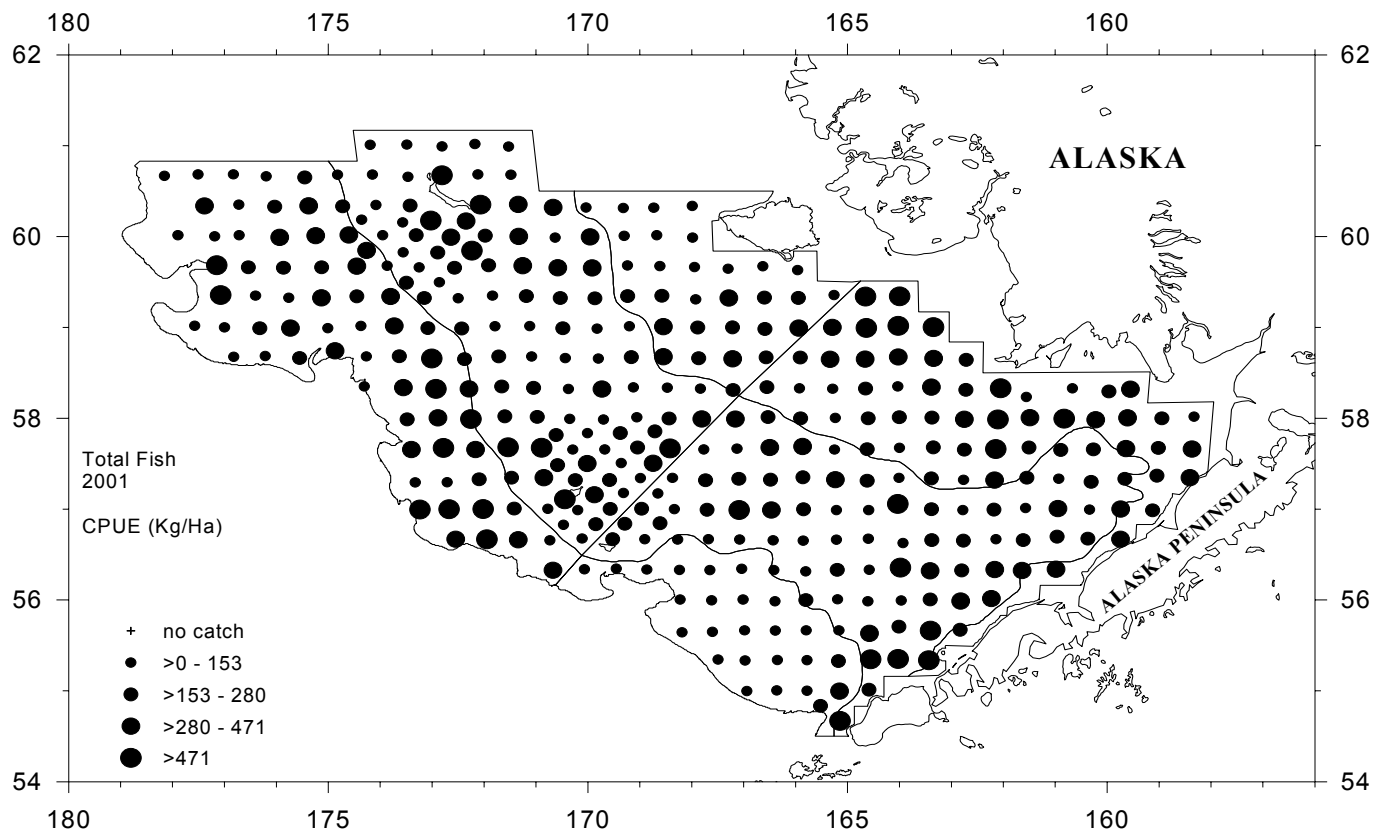 180 175 170 165 160
62 62
ALASKA
60 60
58 58
Total Fish
2001
CPUE (Kg/Ha)
ALASKA PENINSULA
56 56
no catch
>0 - 153
>153 - 280
>280 - 471
>471
54 54
180 175 170 165 160